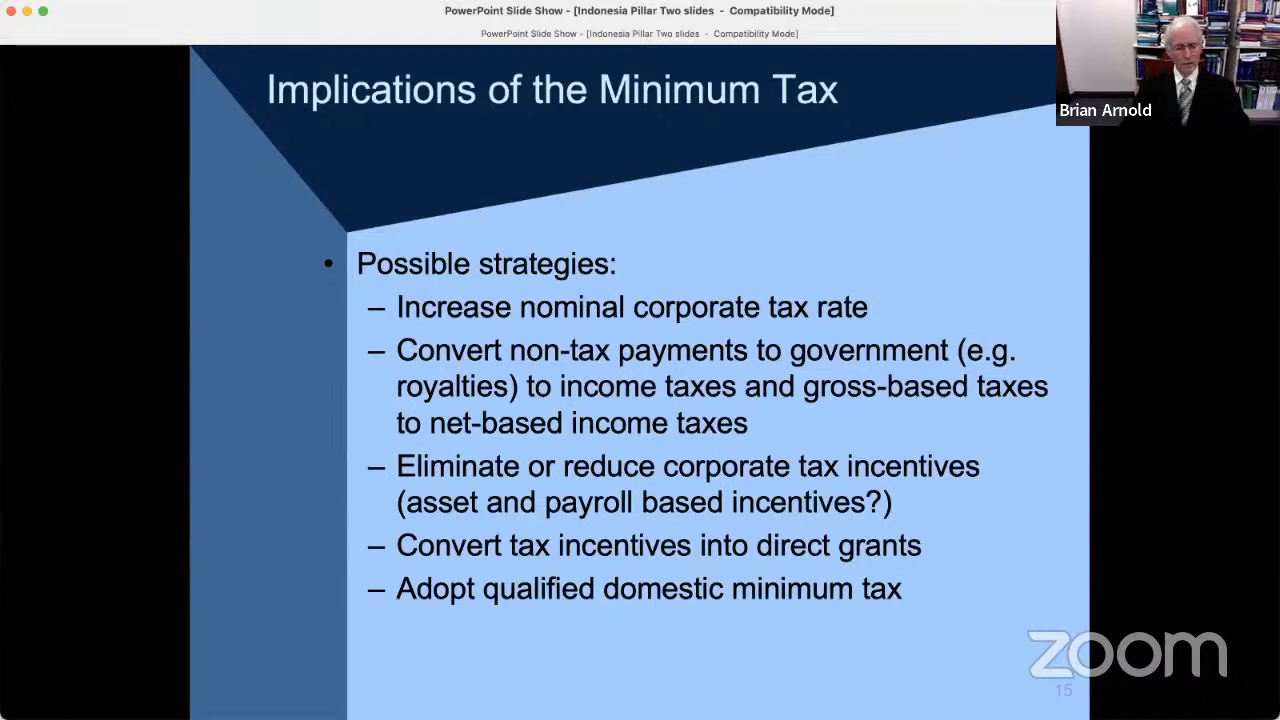 PowerPoint Slide Show - [Indonesia Pillar Two slides - Compatibility Mode]
PowerPoint Slide Show - [Indonesia Pillar Two slides - Compatibility Mode]
Brian Arnold
Implications of the Minimum Tax
• Possible strategies:
– Increase nominal corporate tax rate
– Convert non-tax payments to government (e.g.
royalties) to income taxes and gross-based taxes
to net-based income taxes
– Eliminate or reduce corporate tax incentives
(asset and payroll based incentives?)
– Convert tax incentives into direct grants
– Adopt qualified domestic minimum tax
zoom
15